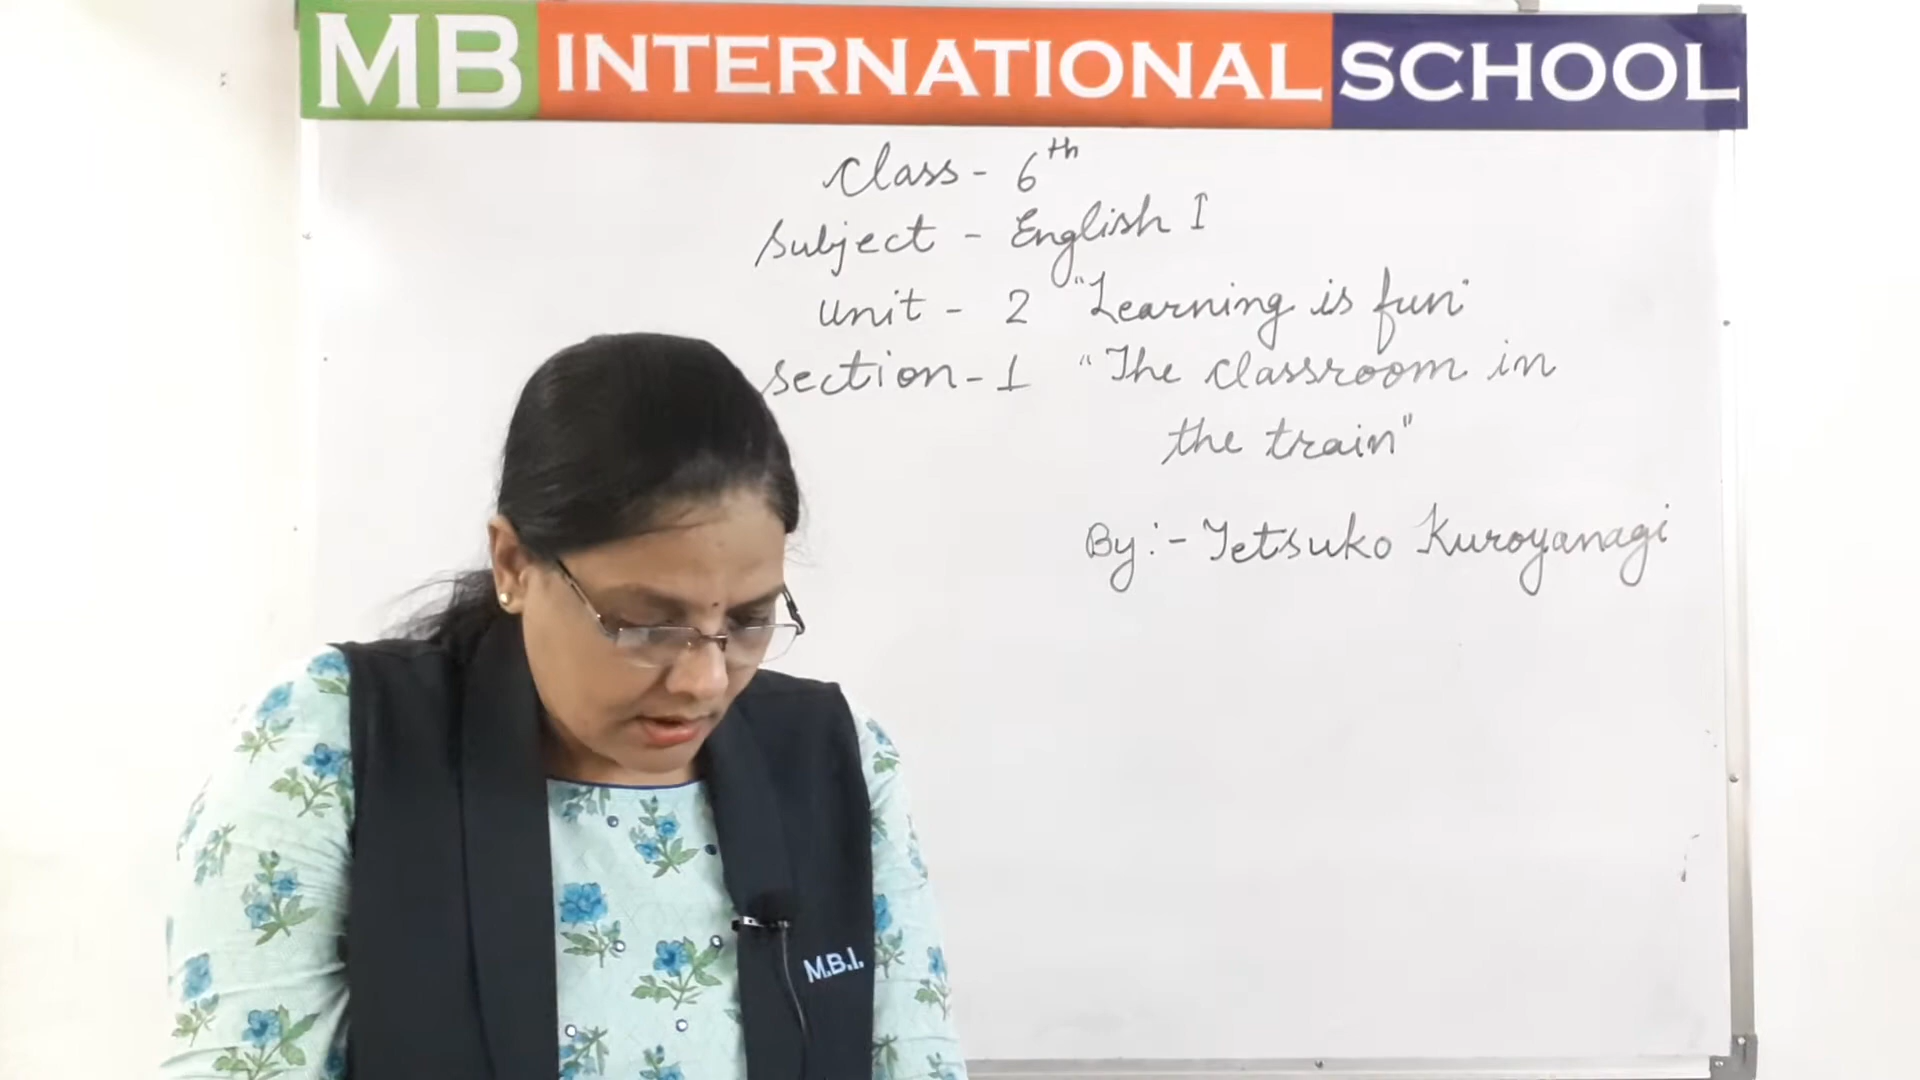 MB INTERNATIONAL SCHOOL
Class - 6th
Subject - English I
Unit - 2 "Learning is fun"
Section - 1 "The classroom in
the train"
By:- Tetsuko Kuroyanagi
M.B.I.